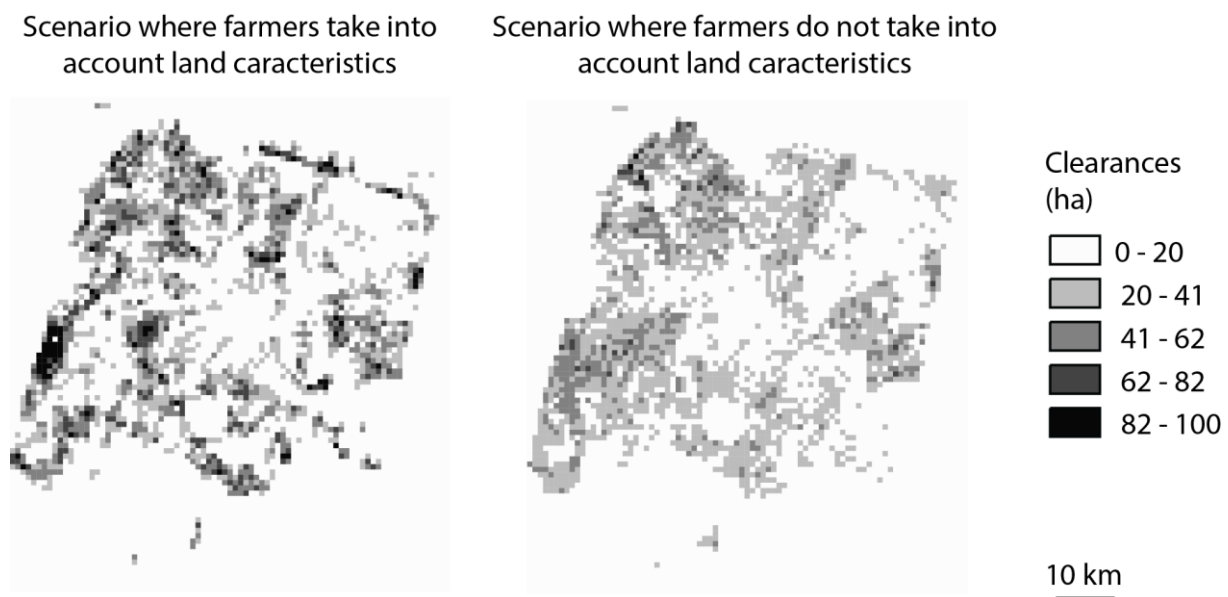 Scenario where farmers take into
account land caracteristics
Scenario where farmers do not take into
account land caracteristics
Clearances
(ha)
0 - 20
20 - 41
41 - 62
62 - 82
82 - 100
10 km